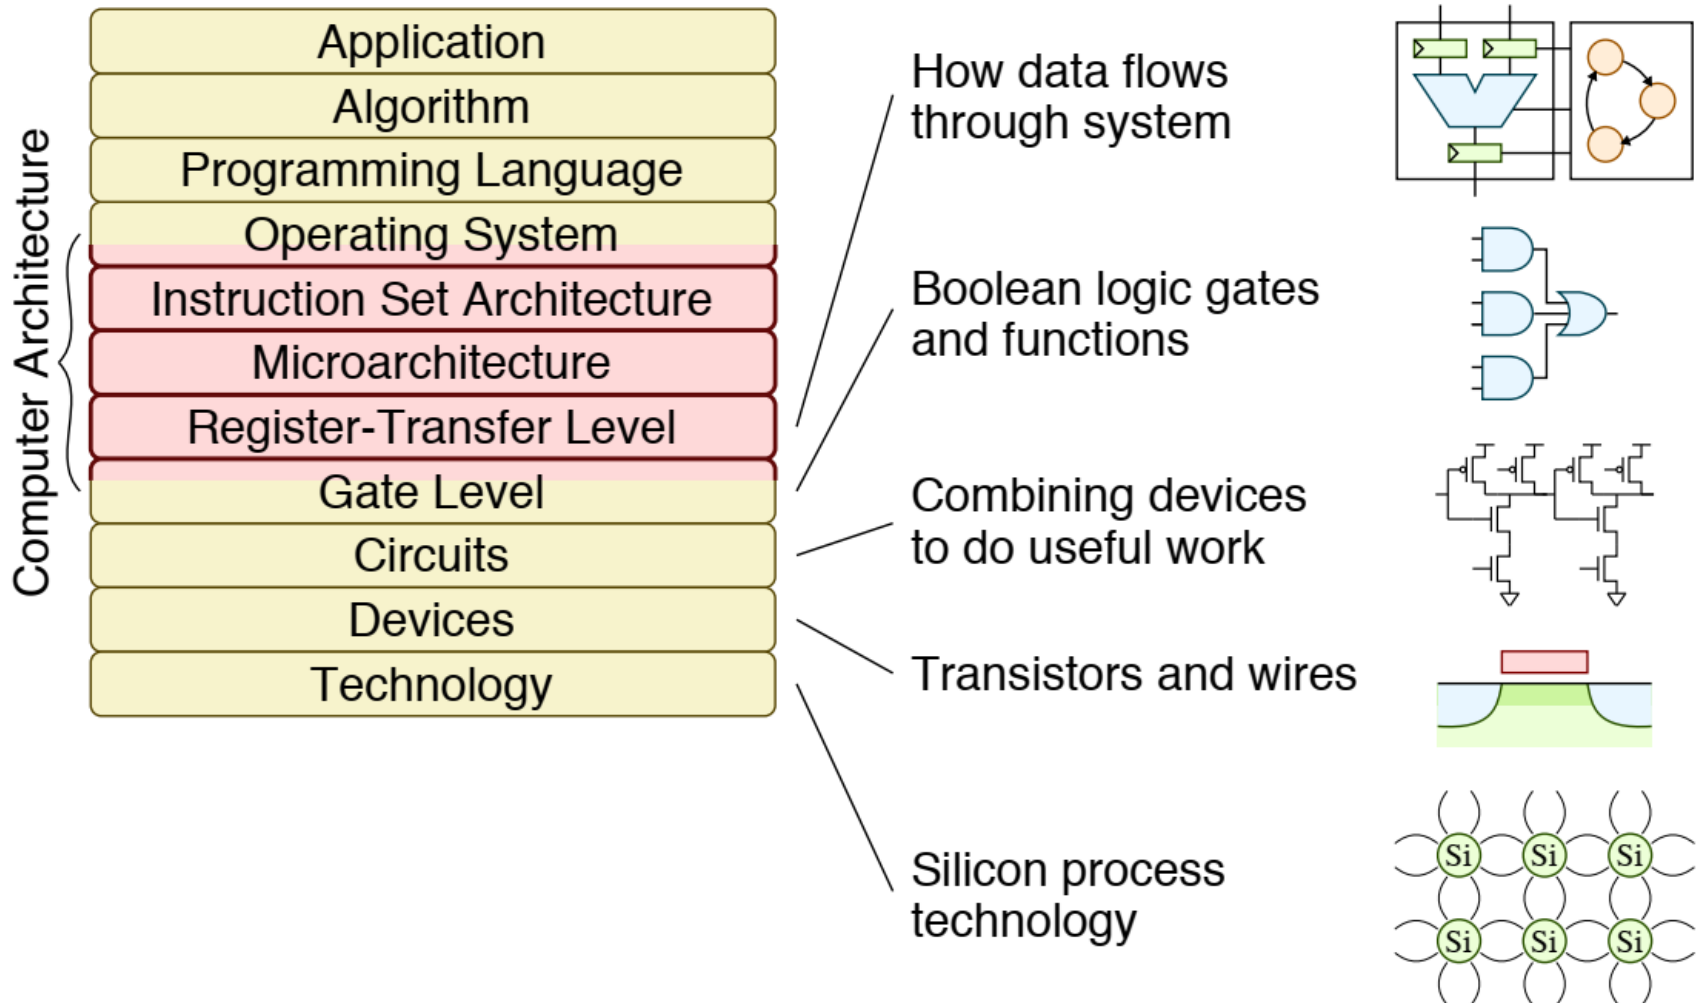 Computer Architecture
Application
Algorithm
Programming Language
Operating System
Instruction Set Architecture
Microarchitecture
Register-Transfer Level
Gate Level
Circuits
Devices
Technology
How data flows
through system
Boolean logic gates
and functions
Combining devices
to do useful work
Transistors and wires
Silicon process
technology
Si Si Si
Si Si Si